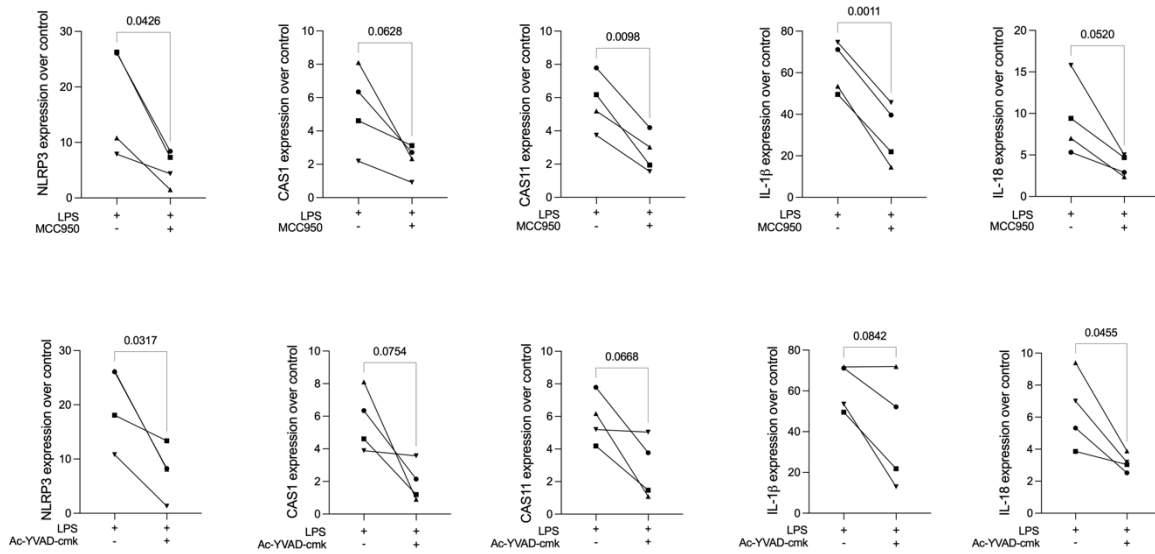 0.0426
NLRP3 expression over control
30
20
10
0
LPS + +
MCC950 - +
0.0628
CAS1 expression over control
10
8
6
4
2
0
LPS + +
MCC950 - +
0.0098
CAS11 expression over control
10
8
6
4
2
0
LPS + +
MCC950 - +
0.0011
IL-1β expression over control
80
60
40
20
0
LPS + +
MCC950 - +
0.0520
IL-18 expression over control
20
15
10
5
0
LPS + +
MCC950 - +
0.0317
NLRP3 expression over control
30
20
10
0
LPS + +
Ac-YVAD-cmk - +
0.0754
CAS1 expression over control
10
8
6
4
2
0
LPS + +
Ac-YVAD-cmk - +
0.0668
CAS11 expression over control
10
8
6
4
2
0
LPS + +
Ac-YVAD-cmk - +
0.0842
IL-1β expression over control
80
60
40
20
0
LPS + +
Ac-YVAD-cmk - +
0.0455
IL-18 expression over control
10
8
6
4
2
0
LPS + +
Ac-YVAD-cmk - +